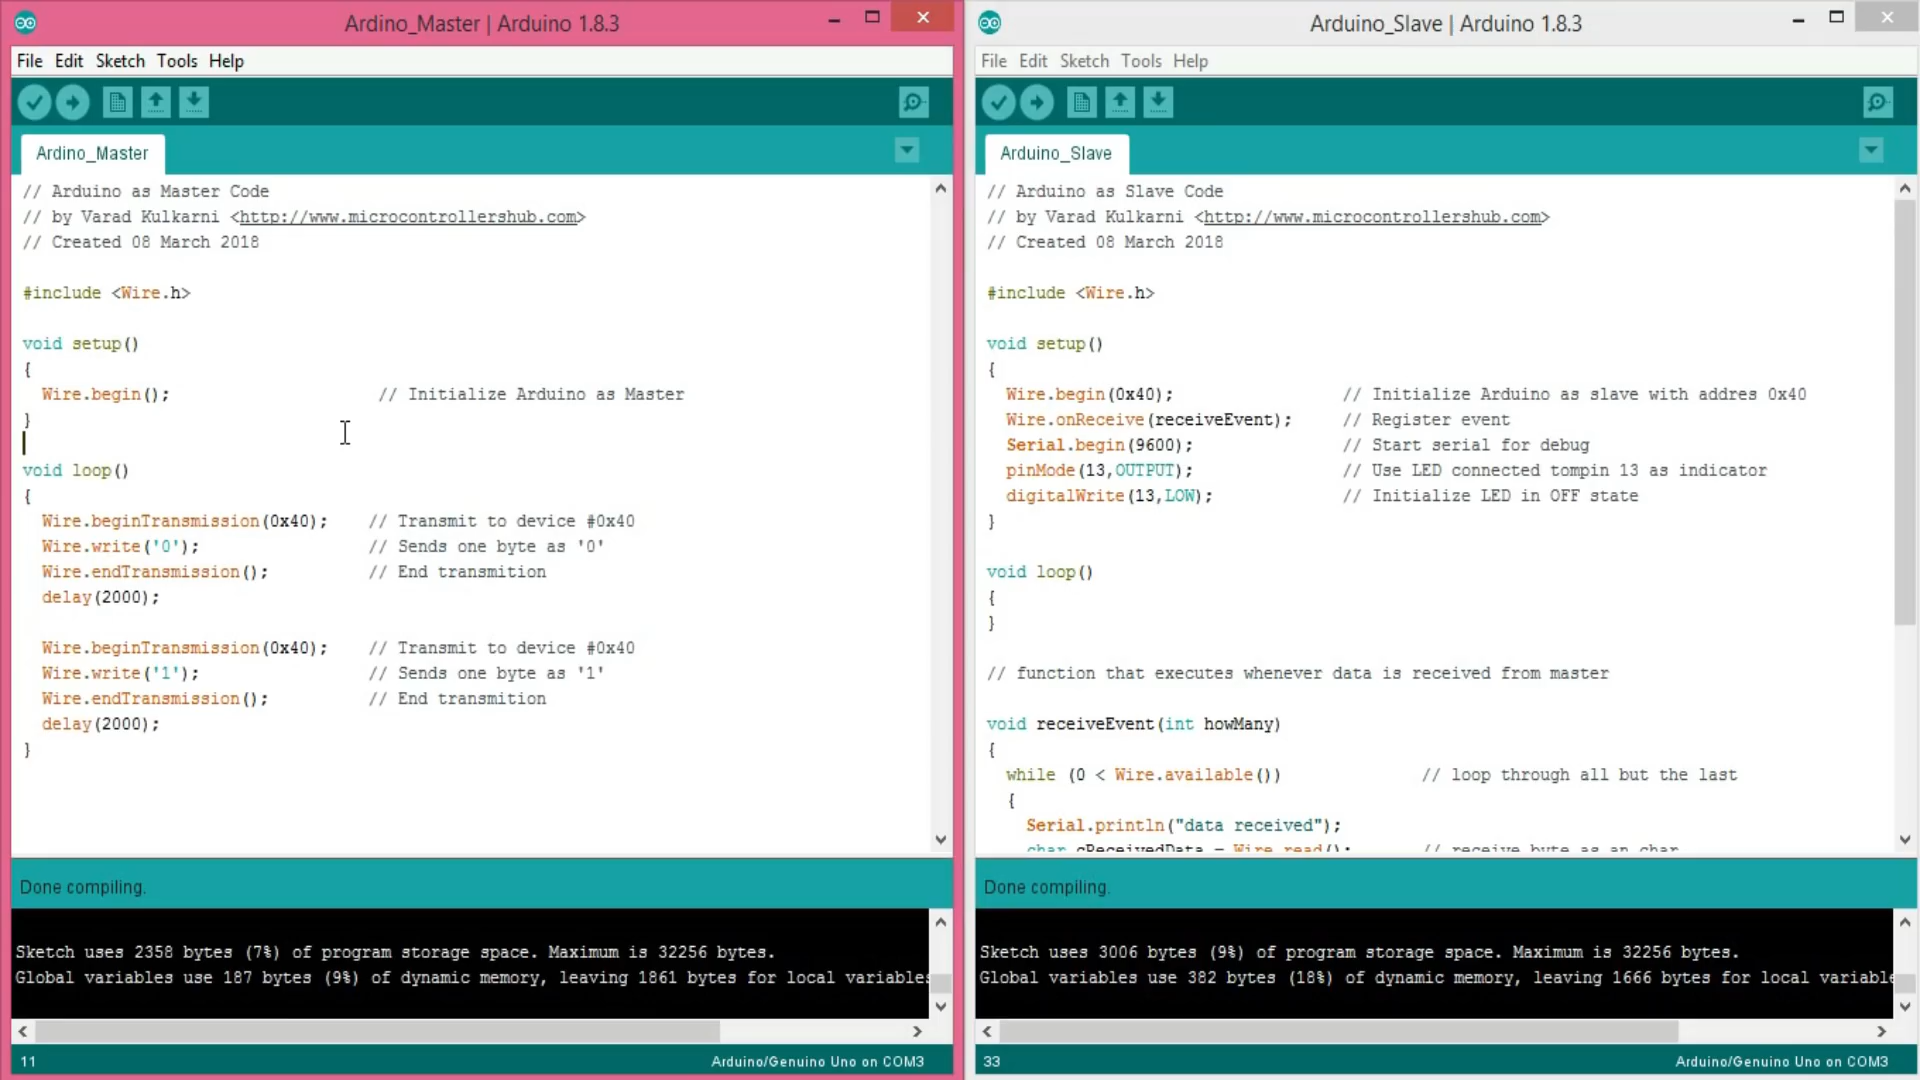 Ardino_Master | Arduino 1.8.3
File Edit Sketch Tools Help
Ardino_Master
// Arduino as Master Code
// by Varad Kulkarni <http://www.microcontrollershub.com>
// Created 08 March 2018
#include <Wire.h>
void setup()
{
Wire.begin(); // Initialize Arduino as Master
}
void loop()
{
Wire.beginTransmission(0x40); // Transmit to device #0x40
Wire.write('0'); // Sends one byte as '0'
Wire.endTransmission(); // End transmition
delay(2000);
Wire.beginTransmission(0x40); // Transmit to device #0x40
Wire.write('1'); // Sends one byte as '1'
Wire.endTransmission(); // End transmition
delay(2000);
}
Done compiling.
Sketch uses 2358 bytes (7%) of program storage space. Maximum is 32256 bytes.
Global variables use 187 bytes (9%) of dynamic memory, leaving 1861 bytes for local variables
11
Arduino/Genuino Uno on COM3
Arduino_Slave | Arduino 1.8.3
File Edit Sketch Tools Help
Arduino_Slave
// Arduino as Slave Code
// by Varad Kulkarni <http://www.microcontrollershub.com>
// Created 08 March 2018
#include <Wire.h>
void setup()
{
Wire.begin(0x40); // Initialize Arduino as slave with addres 0x40
Wire.onReceive(receiveEvent); // Register event
Serial.begin(9600); // Start serial for debug
pinMode(13,OUTPUT); // Use LED connected tompin 13 as indicator
digitalWrite(13,LOW); // Initialize LED in OFF state
}
void loop()
{
}
// function that executes whenever data is received from master
void receiveEvent(int howMany)
{
while (0 < Wire.available()) // loop through all but the last
{
Serial.println("data received");
char cReceivedData = Wire.read(); // receive byte as an char
Done compiling.
Sketch uses 3006 bytes (9%) of program storage space. Maximum is 32256 bytes.
Global variables use 382 bytes (18%) of dynamic memory, leaving 1666 bytes for local variable
33
Arduino/Genuino Uno on COM3